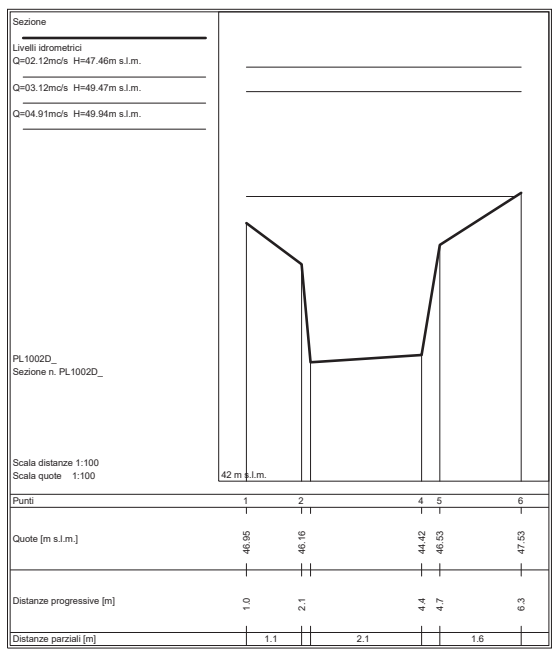 Sezione
Livelli idrometrici
Q=02.12mc/s H=47.46m s.l.m.
Q=03.12mc/s H=49.47m s.l.m.
Q=04.91mc/s H=49.94m s.l.m.
PL1002D_
Sezione n. PL1002D_
Scala distanze 1:100
Scala quote 1:100
42 m s.l.m.
Punti 1 2 4 5 6
Quote [m s.l.m.] 46.95 46.16 44.42 46.53 47.53
Distanze progressive [m] 1.0 2.1 4.4 4.7 6.3
Distanze parziali [m] 1.1 2.1 1.6